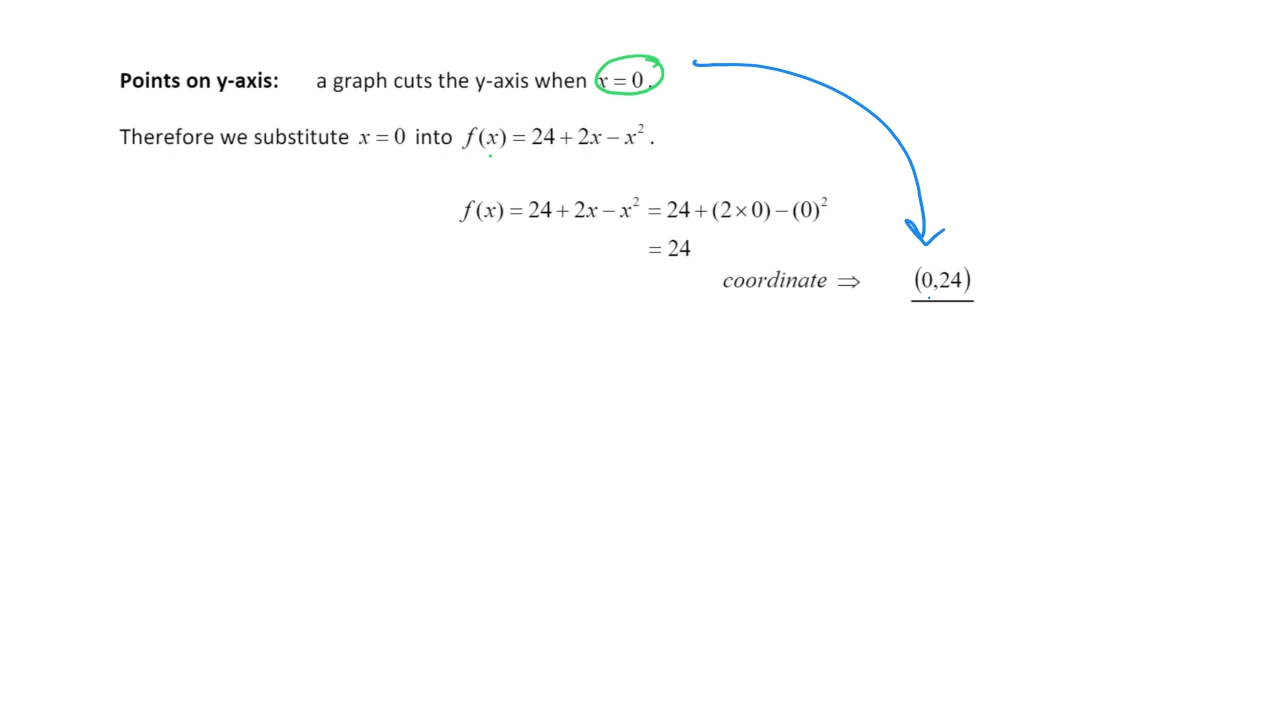 Points on y-axis: a graph cuts the y-axis when x = 0.
Therefore we substitute x = 0 into f(x) = 24 + 2x − x².
f(x) = 24 + 2x − x² = 24 + (2 × 0) − (0)²
= 24
coordinate ⇒ (0,24)